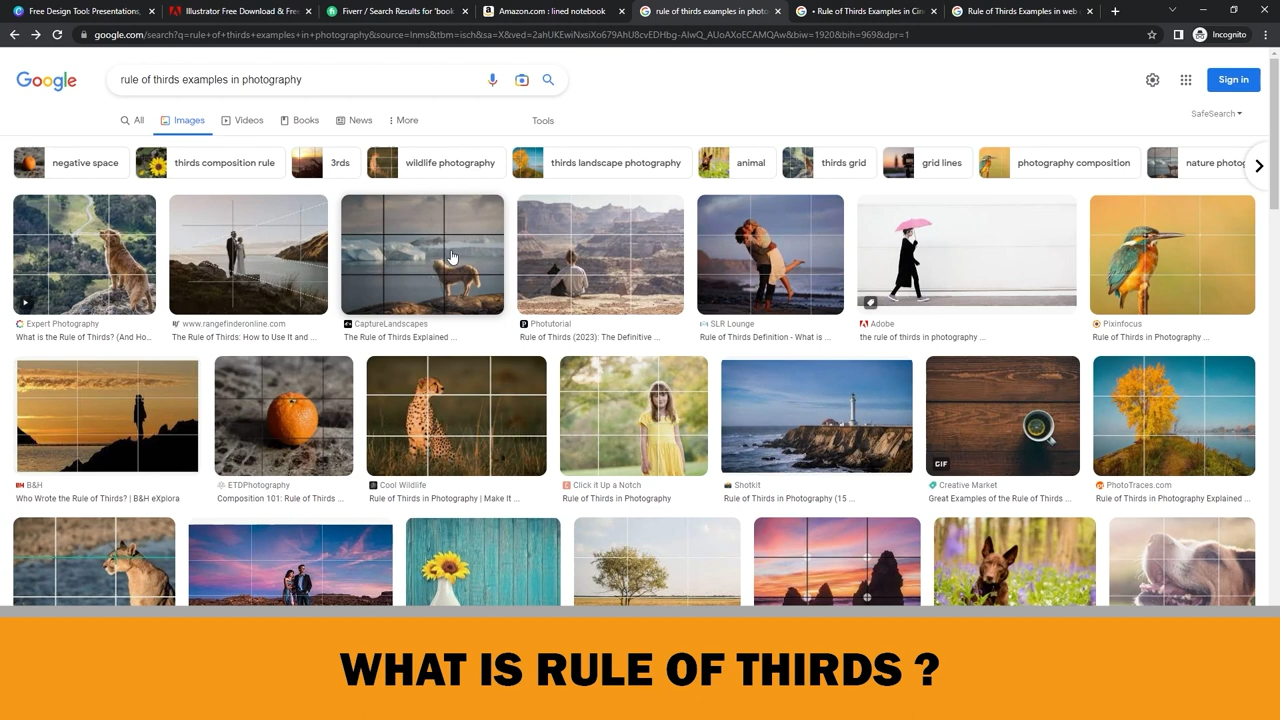 Free Design Tool: Presentations,
Illustrator Free Download & Fre
Fiverr / Search Results for 'book
Amazon.com : lined notebook
rule of thirds examples in photo
• Rule of Thirds Examples in Cin
Rule of Thirds Examples in web
google.com/search?q=rule+of+thirds+examples+in+photography&source=lnms&tbm=isch&sa=X&ved=2ahUKEwiNxsiXo679AhU8cvEDHbg-AlwQ_AUoAXoECAMQAw&biw=1920&bih=969&dpr=1
Incognito
Google
rule of thirds examples in photography
Sign in
All
Images
Videos
Books
News
More
Tools
SafeSearch
negative space
thirds composition rule
3rds
wildlife photography
thirds landscape photography
animal
thirds grid
grid lines
photography composition
nature photog
Expert Photography
What is the Rule of Thirds? (And Ho...
www.rangefinderonline.com
The Rule of Thirds: How to Use It and ...
CaptureLandscapes
The Rule of Thirds Explained ...
Phototutorial
Rule of Thirds (2023): The Definitive ...
SLR Lounge
Rule of Thirds Definition - What is ...
Adobe
the rule of thirds in photography ...
Pixinfocus
Rule of Thirds in Photography ...
B&H
Who Wrote the Rule of Thirds? | B&H eXplora
ETDPhotography
Composition 101: Rule of Thirds ...
Cool Wildlife
Rule of Thirds in Photography | Make It ...
Click it Up a Notch
Rule of Thirds in Photography
Shotkit
Rule of Thirds in Photography (15 ...
GIF
Creative Market
Great Examples of the Rule of Thirds ...
PhotoTraces.com
Rule of Thirds in Photography Explained ...
WHAT IS RULE OF THIRDS ?